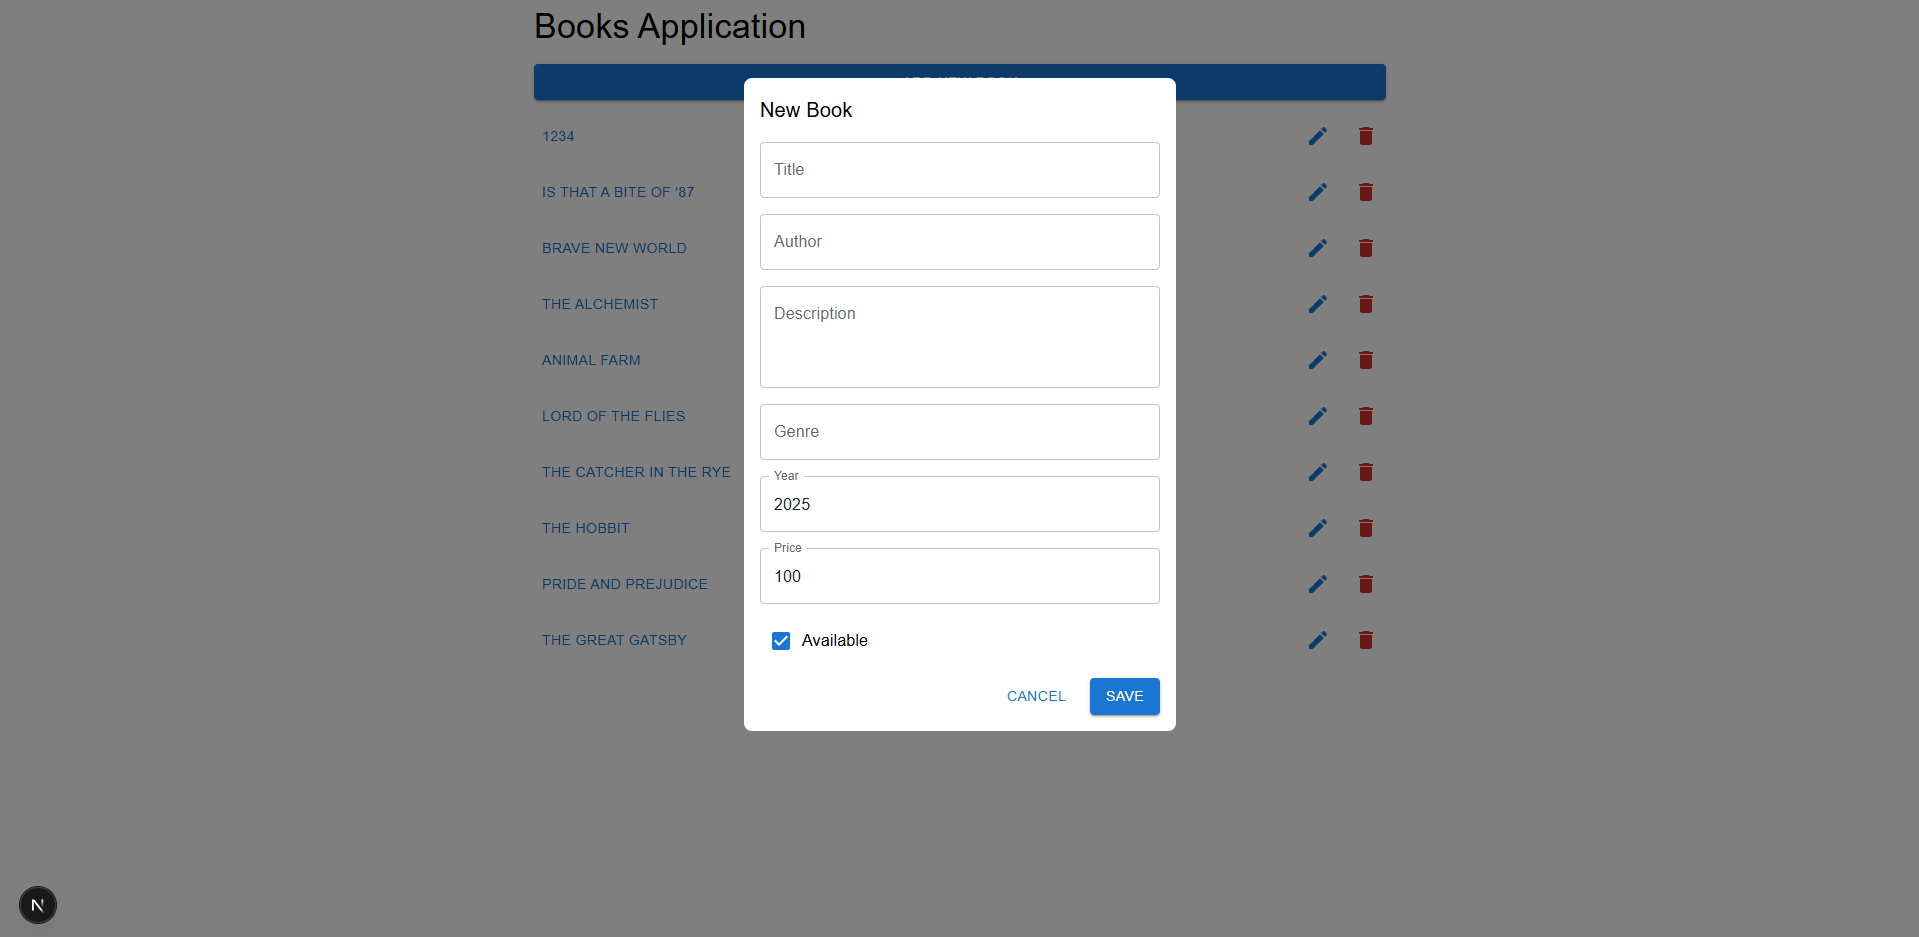 Books Application
New Book
1234
Title
IS THAT A BITE OF '87
Author
BRAVE NEW WORLD
THE ALCHEMIST
Description
ANIMAL FARM
LORD OF THE FLIES
Genre
THE CATCHER IN THE RYE
Year
2025
THE HOBBIT
Price
100
PRIDE AND PREJUDICE
THE GREAT GATSBY
Available
CANCEL
SAVE
N